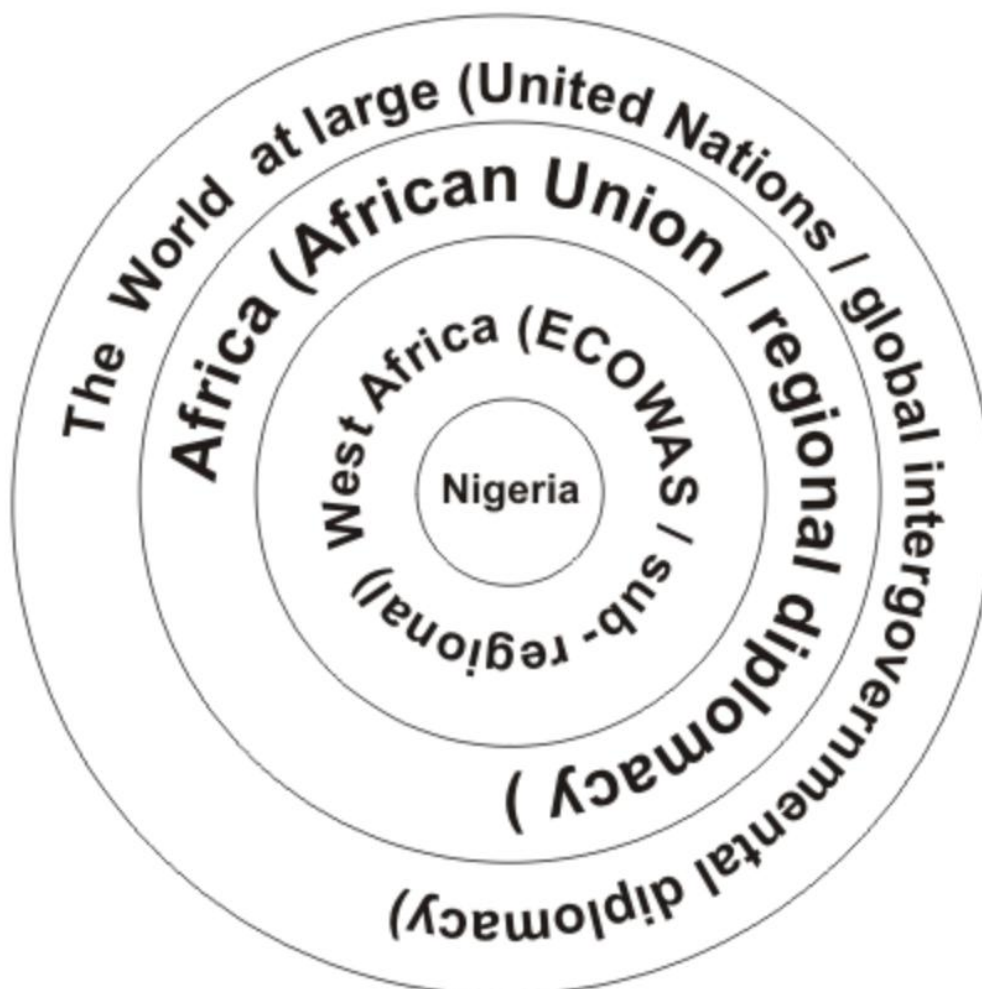 The World at large (United Nations / global intergovernmental diplomacy)
Africa (African Union / regional diplomacy )
West Africa (ECOWAS / sub- regional)
Nigeria